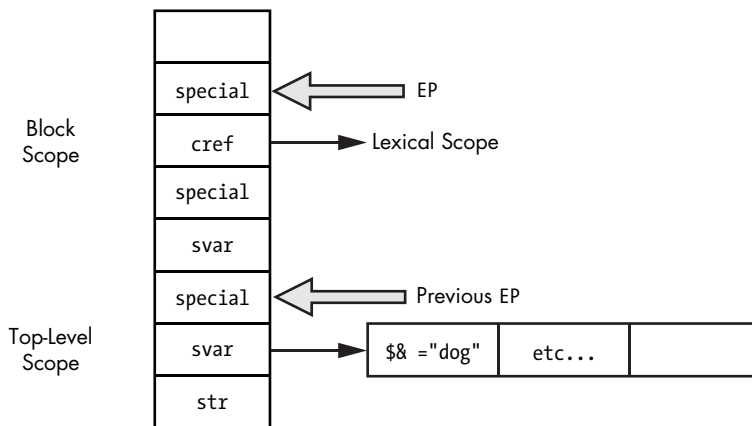 special
EP
Block
Scope
cref
Lexical Scope
special
svar
special
Previous EP
Top-Level
Scope
svar
$& ="dog"
etc...
str